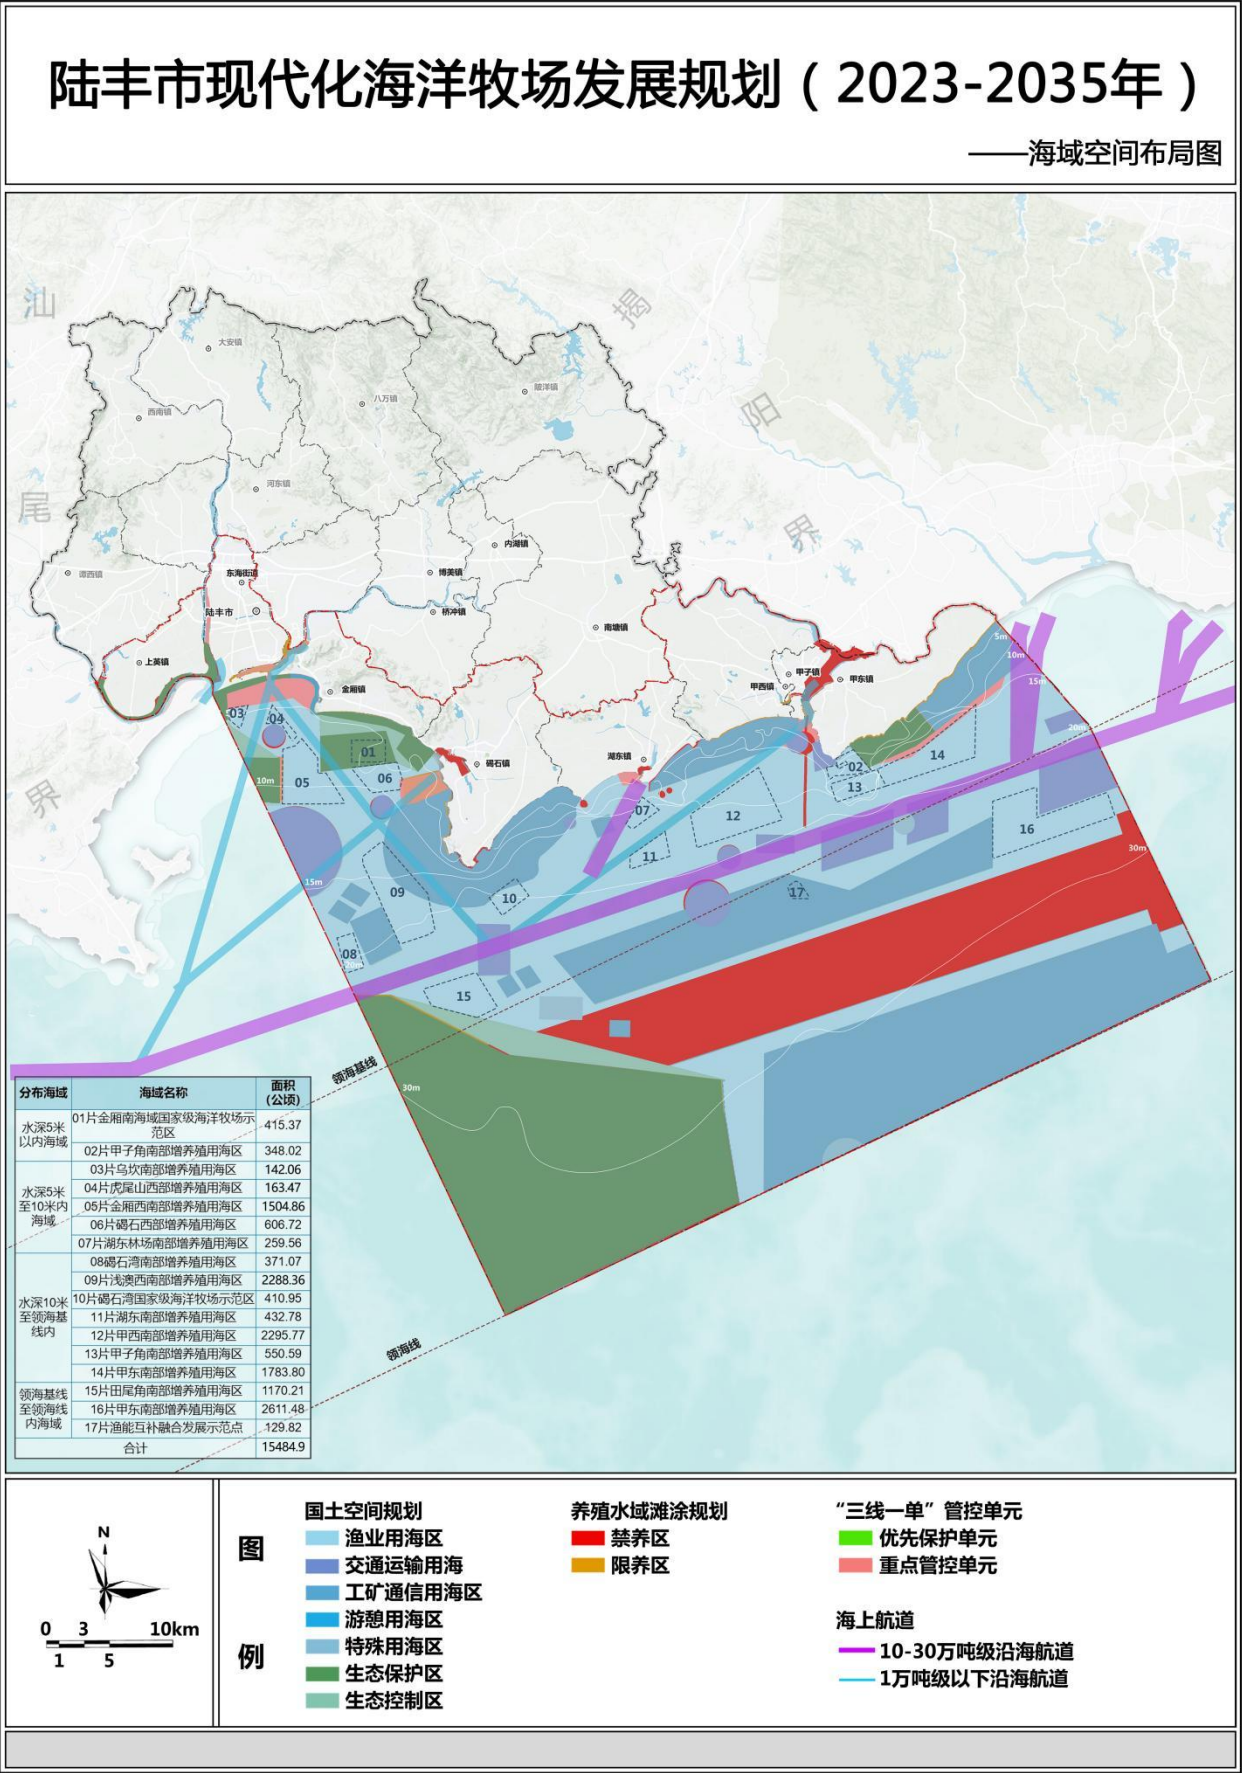 陆丰市现代化海洋牧场发展规划（2023-2035年）
——海域空间布局图
汕
尾
界
揭
阳
界
大安镇
西南镇
八万镇
陂洋镇
河东镇
内湖镇
谭西镇
东海街道
博美镇
陆丰市
桥冲镇
南塘镇
上英镇
金厢镇
甲子镇
甲西镇
甲东镇
湖东镇
碣石镇
5m
10m
15m
20m
30m
03
04
01
10m
05
06
02
14
13
07
12
16
11
15m
09
10
17
08
20m
15
30m
领海基线
领海线
分布海域 海域名称 面积
(公顷)
水深5米
以内海域
01片金厢南海域国家级海洋牧场示
范区 415.37
02片甲子角南部增养殖用海区 348.02
水深5米
至10米内
海域
03片乌坎南部增养殖用海区 142.06
04片虎尾山西部增养殖用海区 163.47
05片金厢西南部增养殖用海区 1504.86
06片碣石西部增养殖用海区 606.72
07片湖东林场南部增养殖用海区 259.56
水深10米
至领海基
线内
08碣石湾南部增养殖用海区 371.07
09片浅澳西南部增养殖用海区 2288.36
10片碣石湾国家级海洋牧场示范区 410.95
11片湖东南部增养殖用海区 432.78
12片甲西南部增养殖用海区 2295.77
13片甲子角南部增养殖用海区 550.59
14片甲东南部增养殖用海区 1783.80
领海基线
至领海线
内海域
15片田尾角南部增养殖用海区 1170.21
16片甲东南部增养殖用海区 2611.48
17片渔能互补融合发展示范点 129.82
合计 15484.9
N
0 3 10km
1 5
图
例
国土空间规划
渔业用海区
交通运输用海
工矿通信用海区
游憩用海区
特殊用海区
生态保护区
生态控制区
养殖水域滩涂规划
禁养区
限养区
“三线一单”管控单元
优先保护单元
重点管控单元
海上航道
10-30万吨级沿海航道
1万吨级以下沿海航道